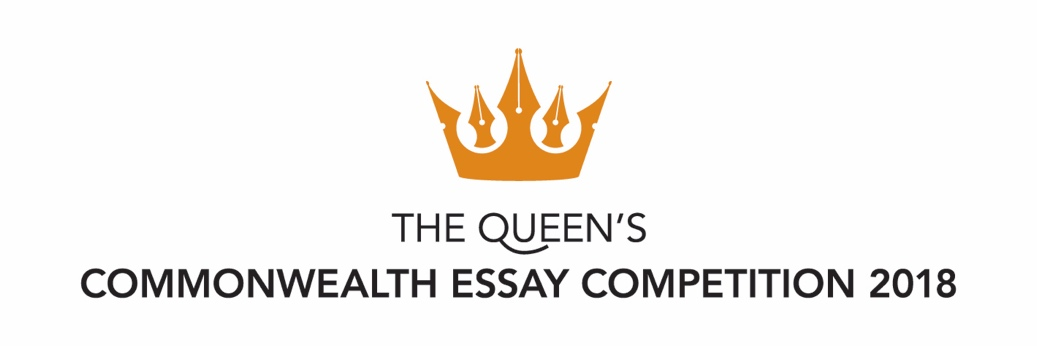 THE QUEEN'S
COMMONWEALTH ESSAY COMPETITION 2018